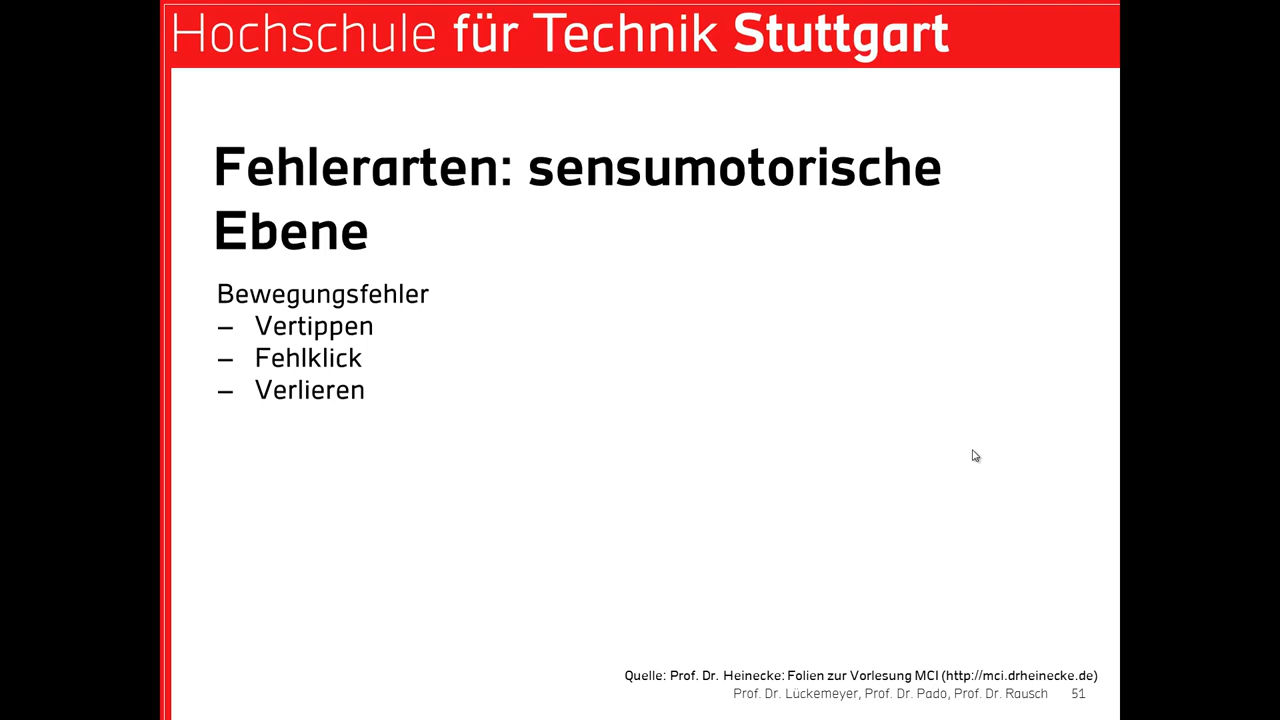 Hochschule für Technik Stuttgart
Fehlerarten: sensumotorische
Ebene
Bewegungsfehler
– Vertippen
– Fehlklick
– Verlieren
Quelle: Prof. Dr. Heinecke: Folien zur Vorlesung MCI (http://mci.drheinecke.de)
Prof. Dr. Lückemeyer, Prof. Dr. Pado, Prof. Dr. Rausch 51